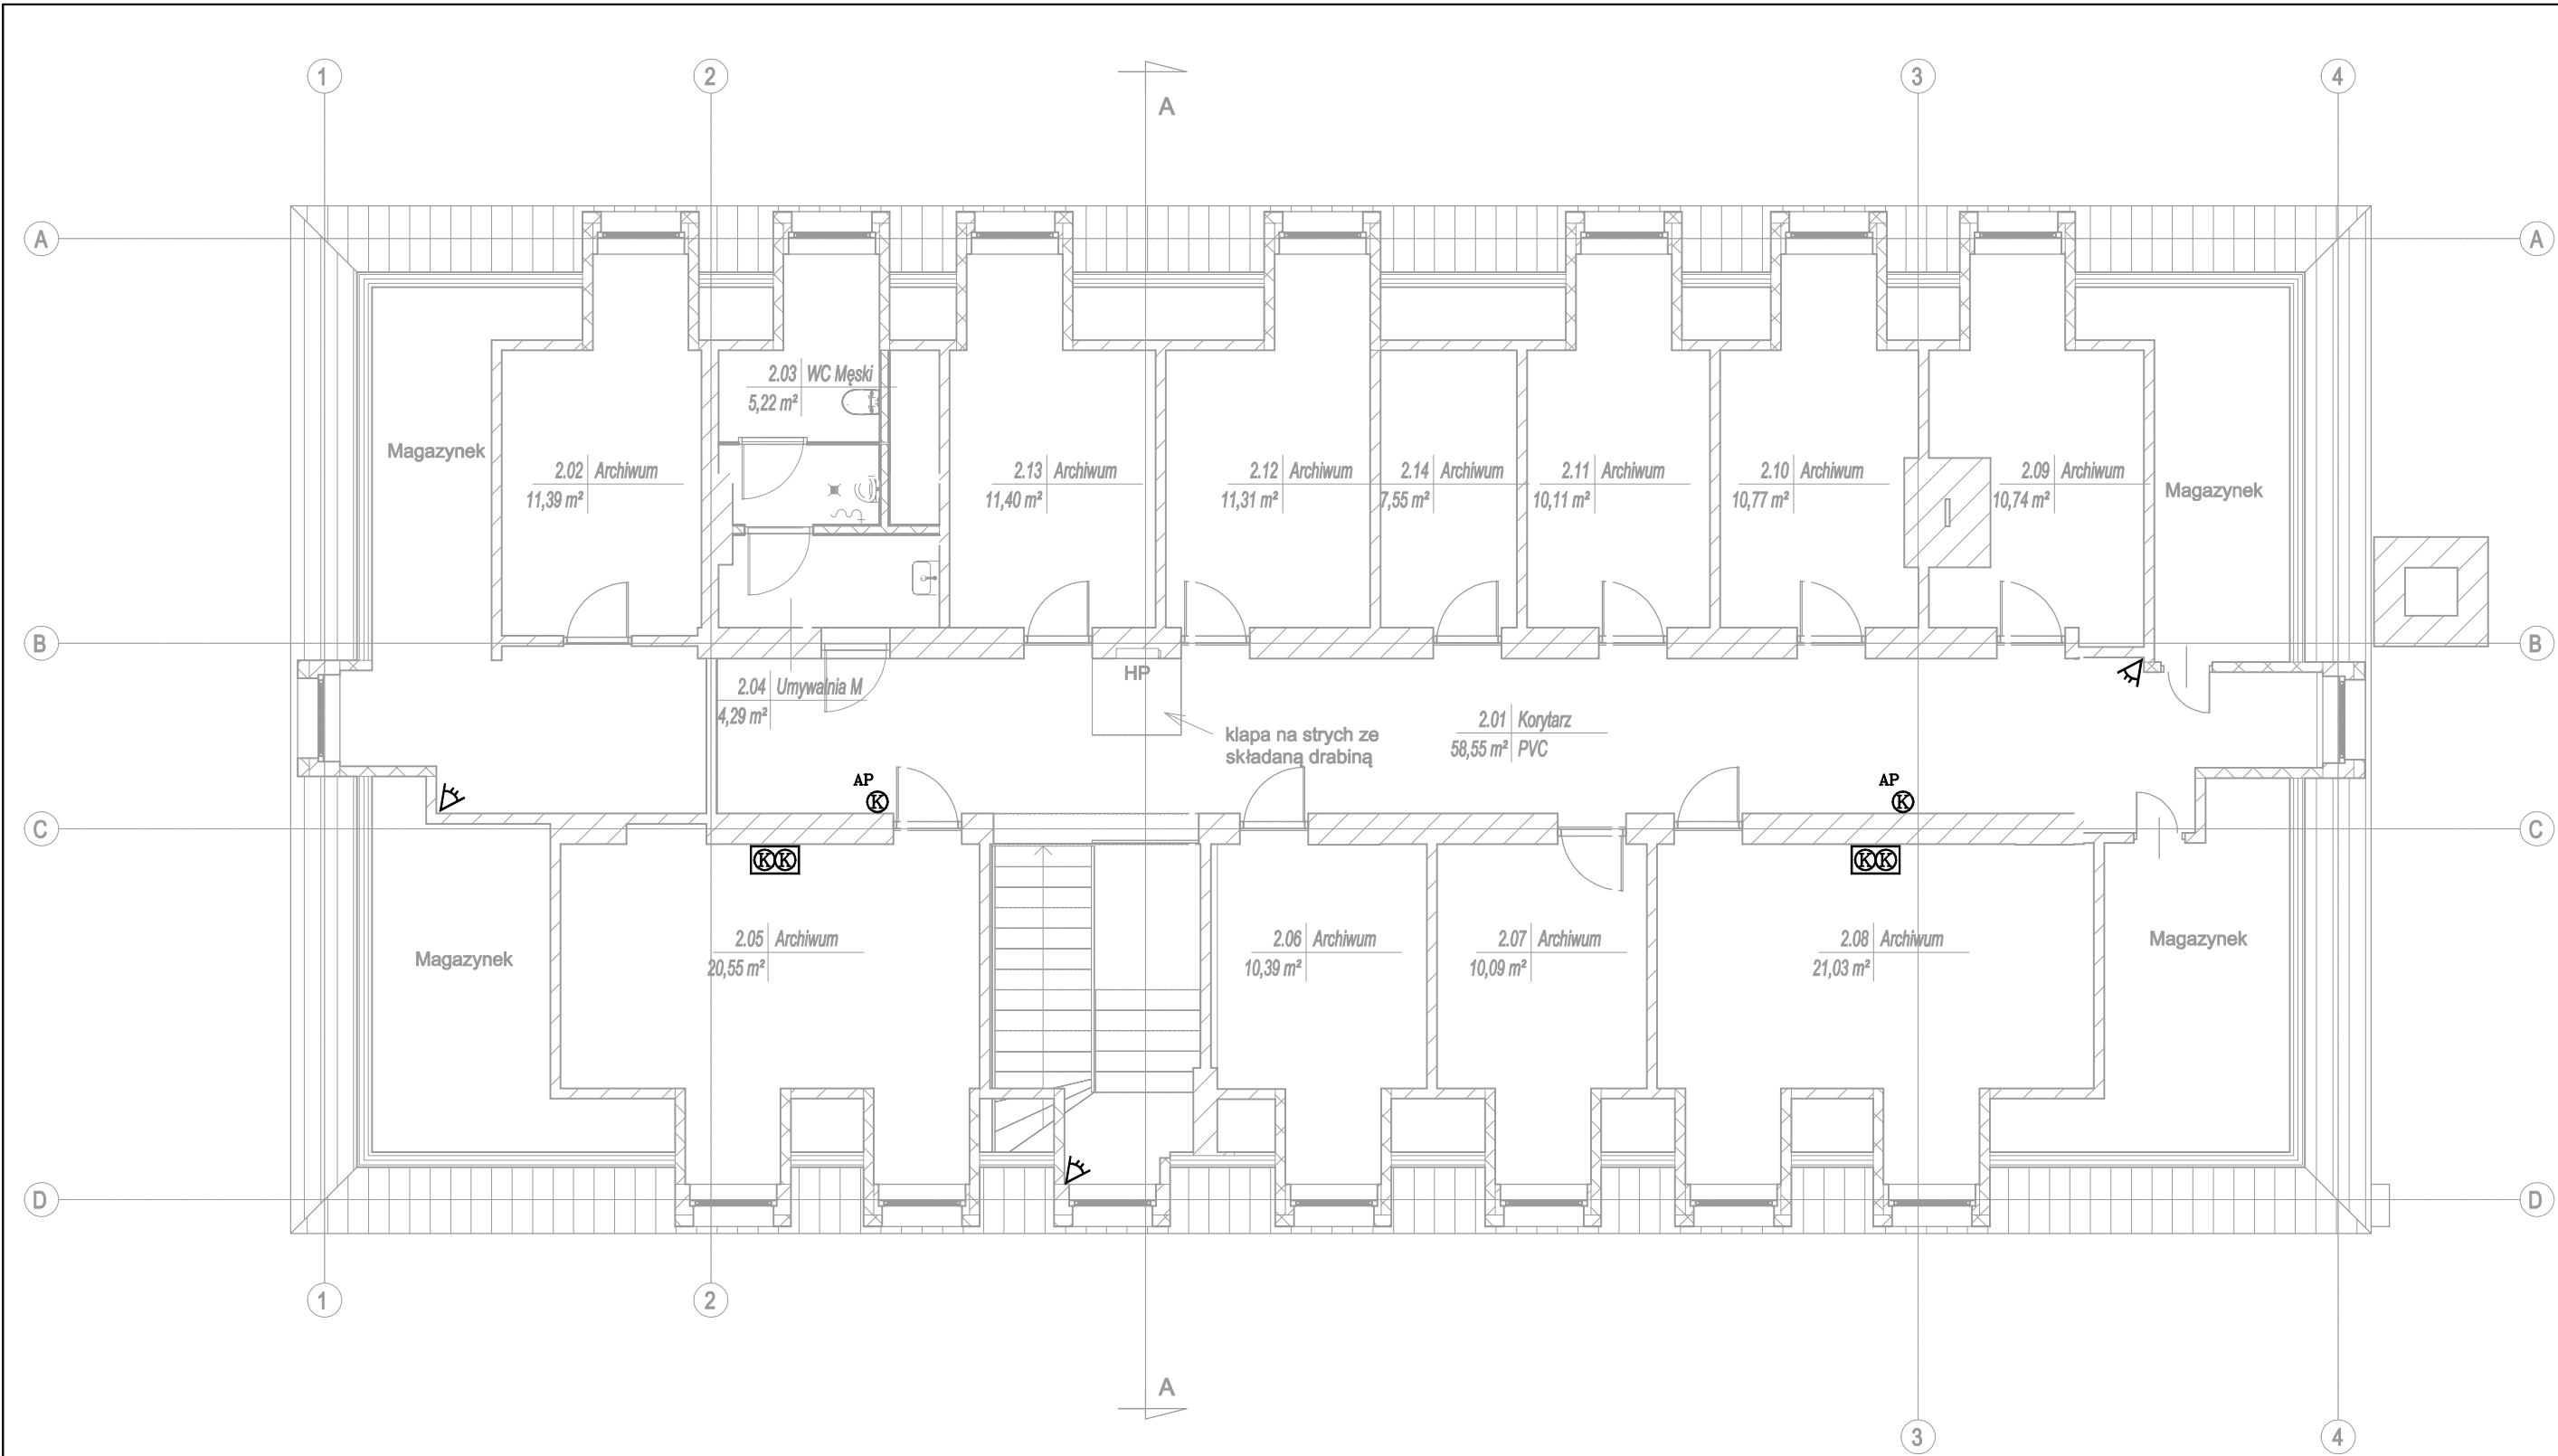 1 2 3 4
A
A A
2.03 WC Męski
5,22 m²
Magazynek
2.02 Archiwum
11,39 m²
2.13 Archiwum
11,40 m²
2.12 Archiwum
11,31 m²
2.14 Archiwum
7,55 m²
2.11 Archiwum
10,11 m²
2.10 Archiwum
10,77 m²
2.09 Archiwum
10,74 m²
Magazynek
B B
HP
2.04 Umywalnia M
4,29 m²
klapa na strych ze
składaną drabiną
2.01 Korytarz
58,55 m² PVC
AP
K
AP
K
C C
KK
KK
Magazynek
2.05 Archiwum
20,55 m²
2.06 Archiwum
10,39 m²
2.07 Archiwum
10,09 m²
2.08 Archiwum
21,03 m²
Magazynek
D D
1 2
A
3 4